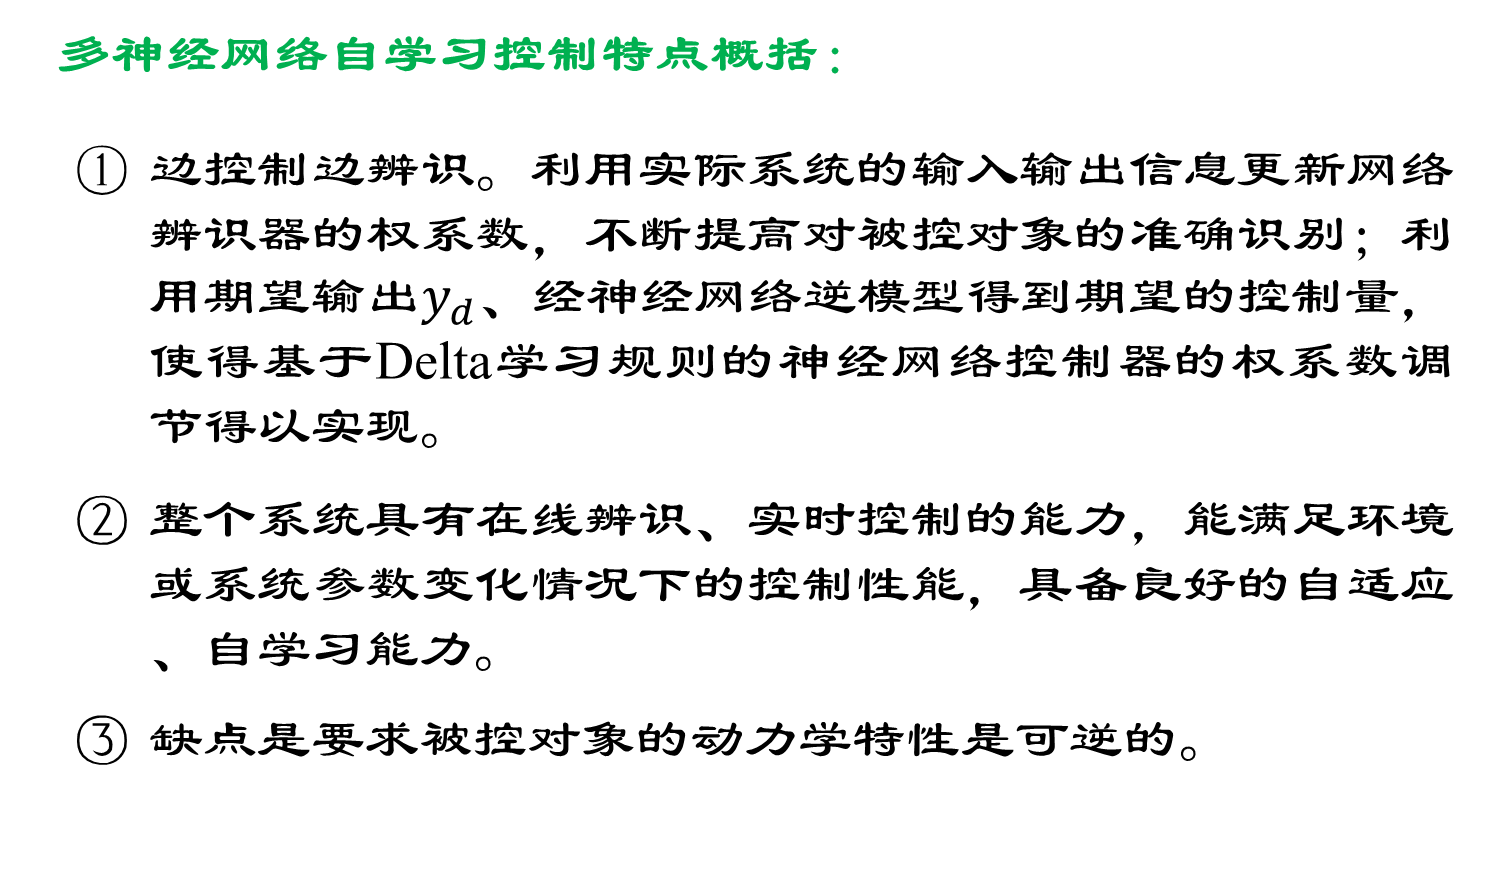 多神经网络自学习控制特点概括：
① 边控制边辨识。利用实际系统的输入输出信息更新网络
辨识器的权系数，不断提高对被控对象的准确识别；利
用期望输出y_d、经神经网络逆模型得到期望的控制量，
使得基于Delta学习规则的神经网络控制器的权系数调
节得以实现。
② 整个系统具有在线辨识、实时控制的能力，能满足环境
或系统参数变化情况下的控制性能，具备良好的自适应
、自学习能力。
③ 缺点是要求被控对象的动力学特性是可逆的。